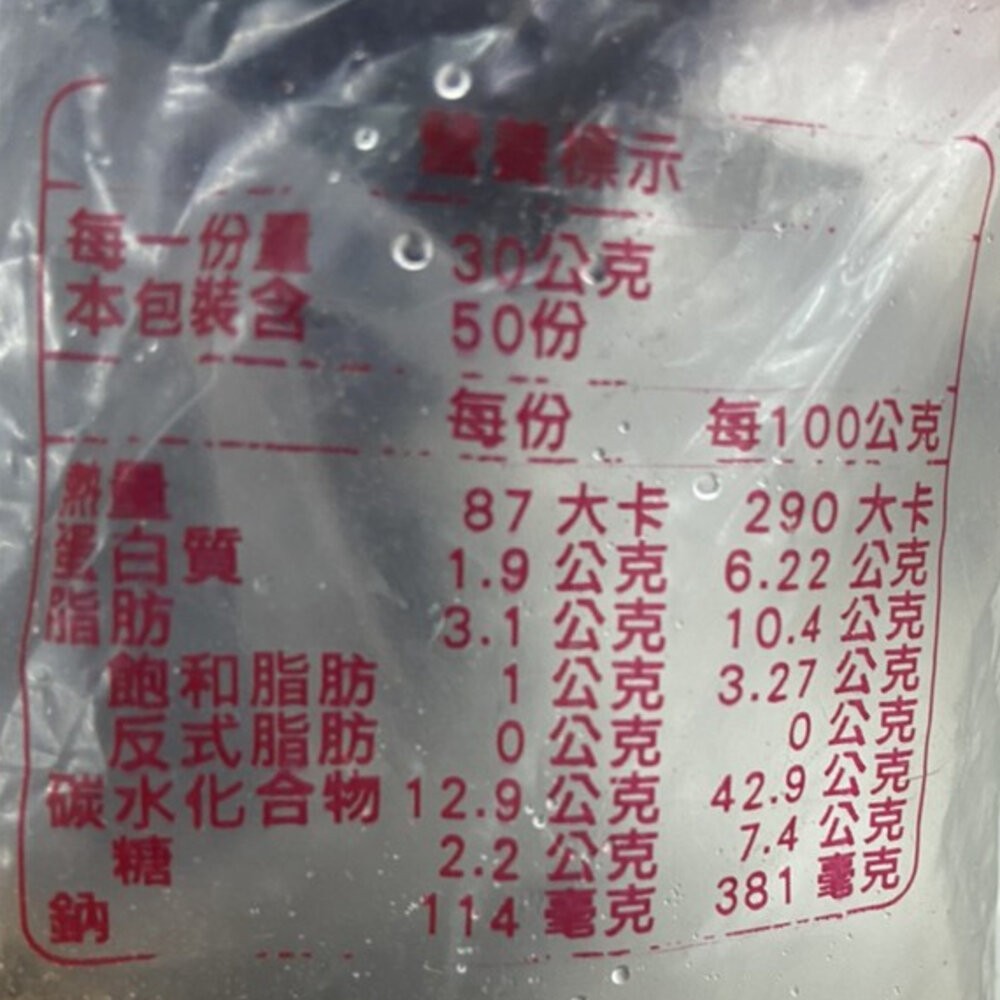 營養標示
每一份量 30公克
本包裝含 50份
每份 每100公克
熱量 87 大卡 290 大卡
蛋白質 1.9 公克 6.22 公克
脂肪 3.1 公克 10.4 公克
飽和脂肪 1 公克 3.27 公克
反式脂肪 0 公克 0 公克
碳水化合物 12.9 公克 42.9 公克
糖 2.2 公克 7.4 公克
鈉 114 毫克 381 毫克